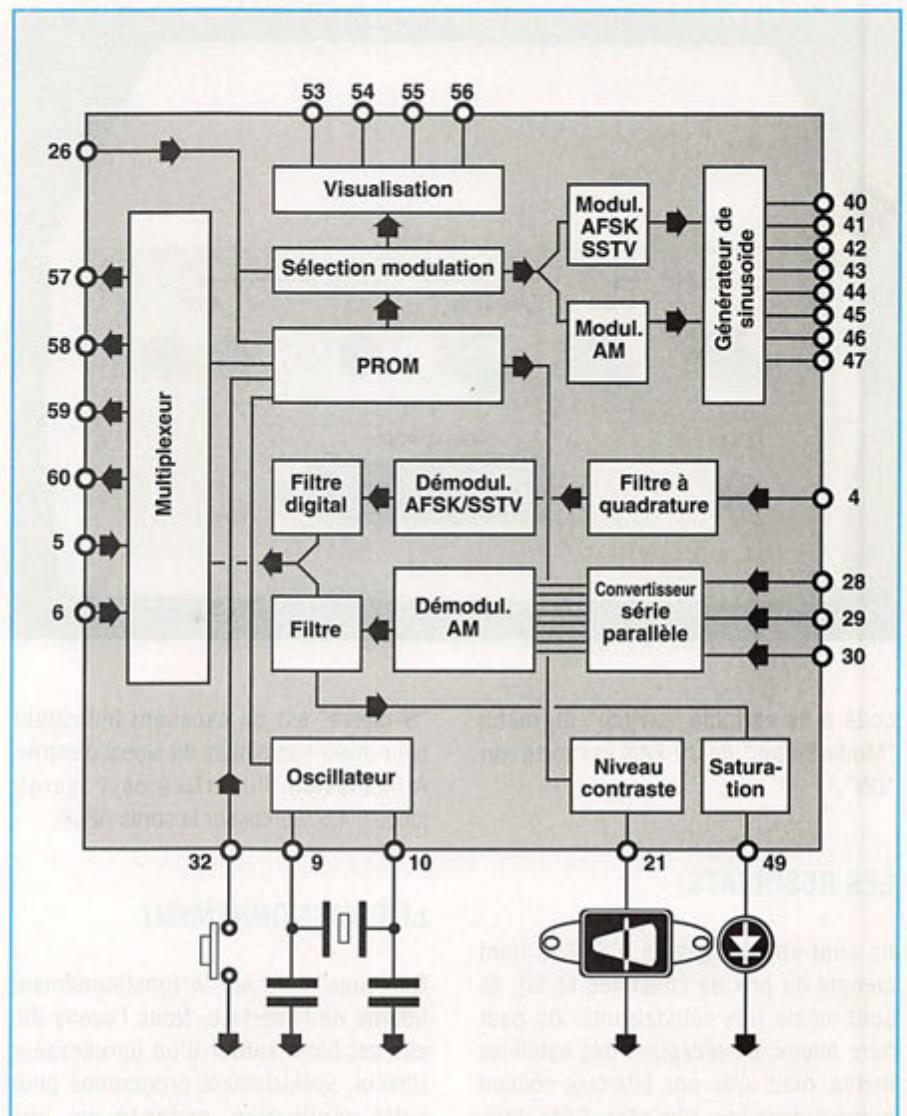 53 54 55 56
26
Visualisation
Modul.
AFSK
SSTV
Générateur de
sinusoïde
40
41
42
43
44
45
46
47
57
Sélection modulation
Modul.
AM
58
PROM
59
Multiplexeur
60
Filtre
digital
Démodul.
AFSK/SSTV
Filtre à
quadrature
4
5
6
Filtre
Démodul.
AM
Convertisseur
série
parallèle
28
29
30
Oscillateur
Niveau
contraste
Satura-
tion
32 9 10 21 49